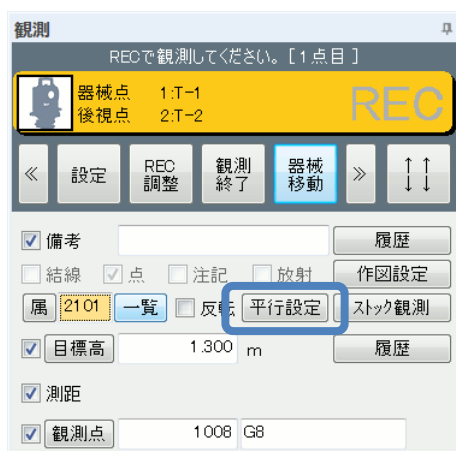 観測
RECで観測してください。[1点目]
器械点 1:T-1
後視点 2:T-2
REC
≪ 設定 REC調整 観測終了 器械移動 ≫ ↑↑↓↓
備考 履歴
結線 点 注記 放射 作図設定
属 2101 一覧 反転 平行設定 ストック観測
目標高 1.300 m 履歴
測距
観測点 1008 G8